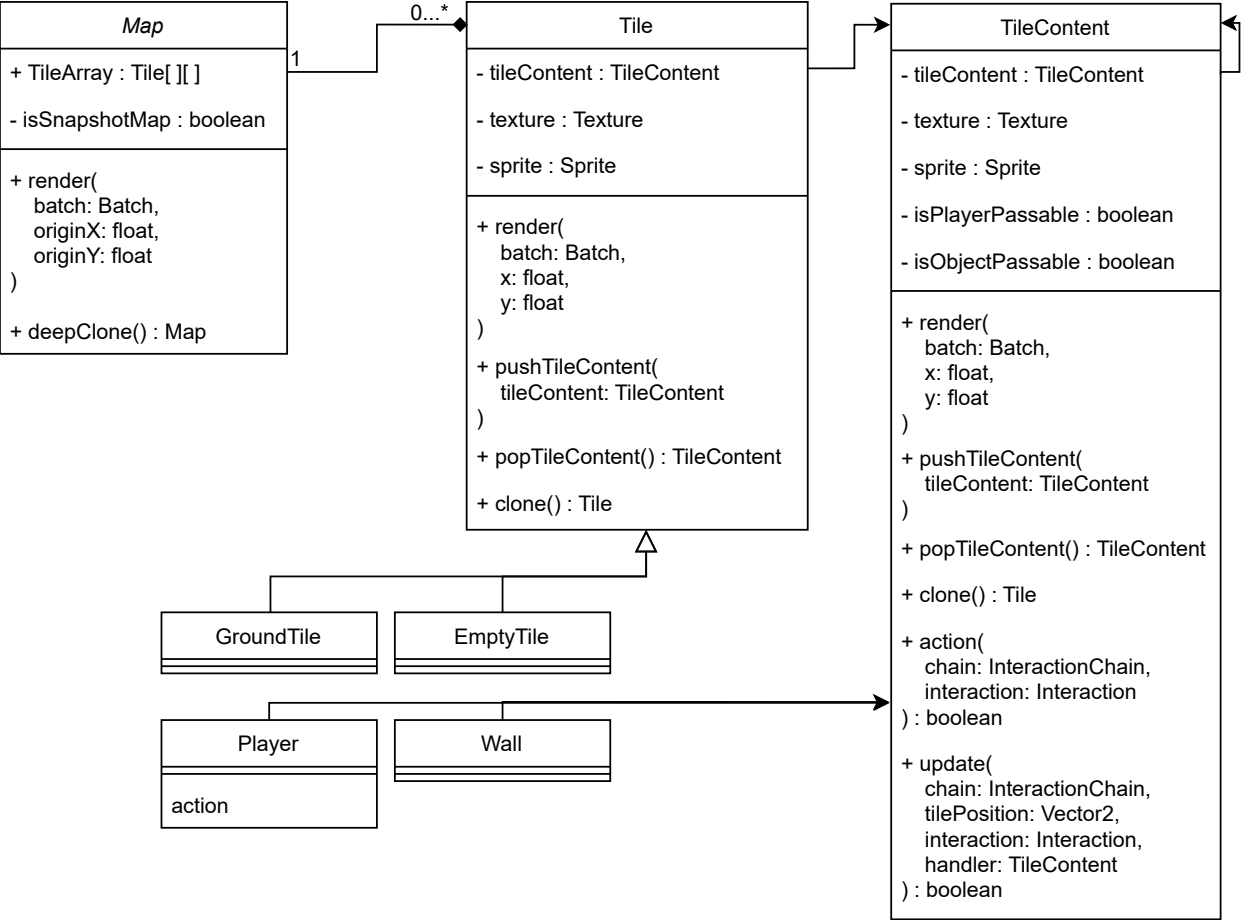 Map
+ TileArray : Tile[ ][ ]
- isSnapshotMap : boolean
+ render(
batch: Batch,
originX: float,
originY: float
)
+ deepClone() : Map
1
0...*
Tile
- tileContent : TileContent
- texture : Texture
- sprite : Sprite
+ render(
batch: Batch,
x: float,
y: float
)
+ pushTileContent(
tileContent: TileContent
)
+ popTileContent() : TileContent
+ clone() : Tile
TileContent
- tileContent : TileContent
- texture : Texture
- sprite : Sprite
- isPlayerPassable : boolean
- isObjectPassable : boolean
+ render(
batch: Batch,
x: float,
y: float
)
+ pushTileContent(
tileContent: TileContent
)
+ popTileContent() : TileContent
+ clone() : Tile
+ action(
chain: InteractionChain,
interaction: Interaction
) : boolean
+ update(
chain: InteractionChain,
tilePosition: Vector2,
interaction: Interaction,
handler: TileContent
) : boolean
GroundTile
EmptyTile
Player
action
Wall